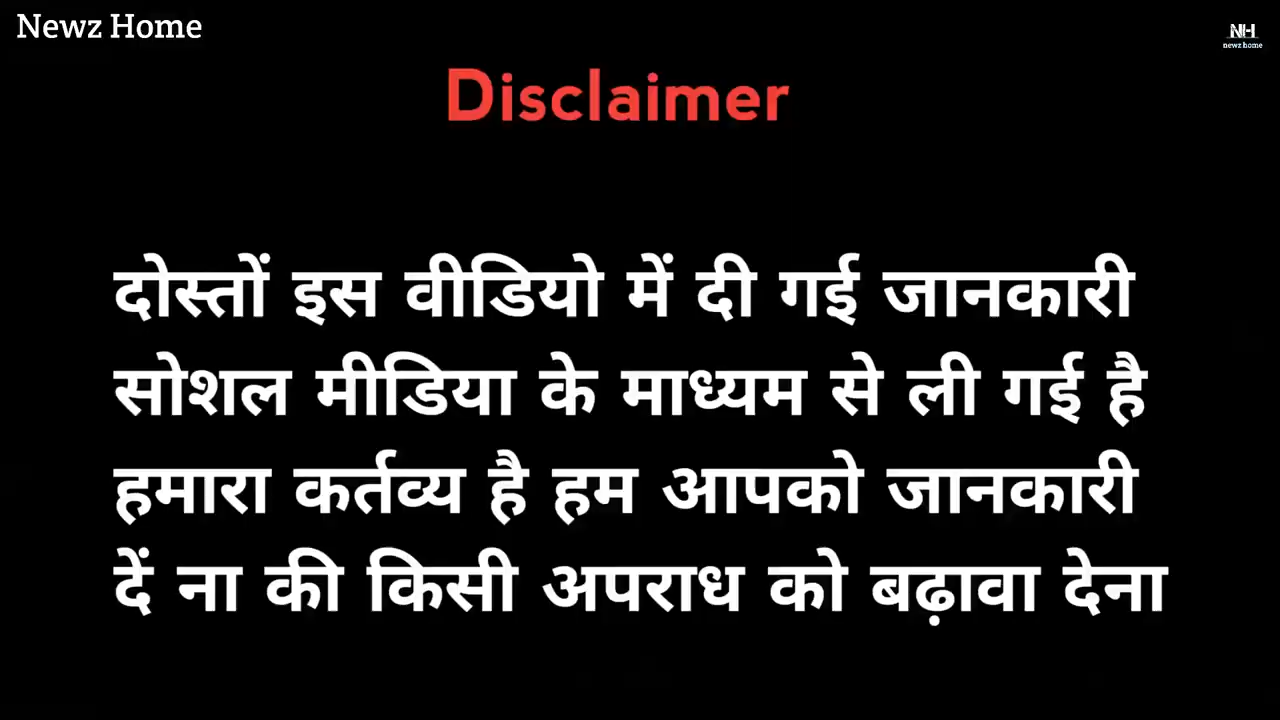 Newz Home
NH
newz home
Disclaimer
दोस्तों इस वीडियो में दी गई जानकारी
सोशल मीडिया के माध्यम से ली गई है
हमारा कर्तव्य है हम आपको जानकारी
दें ना की किसी अपराध को बढ़ावा देना